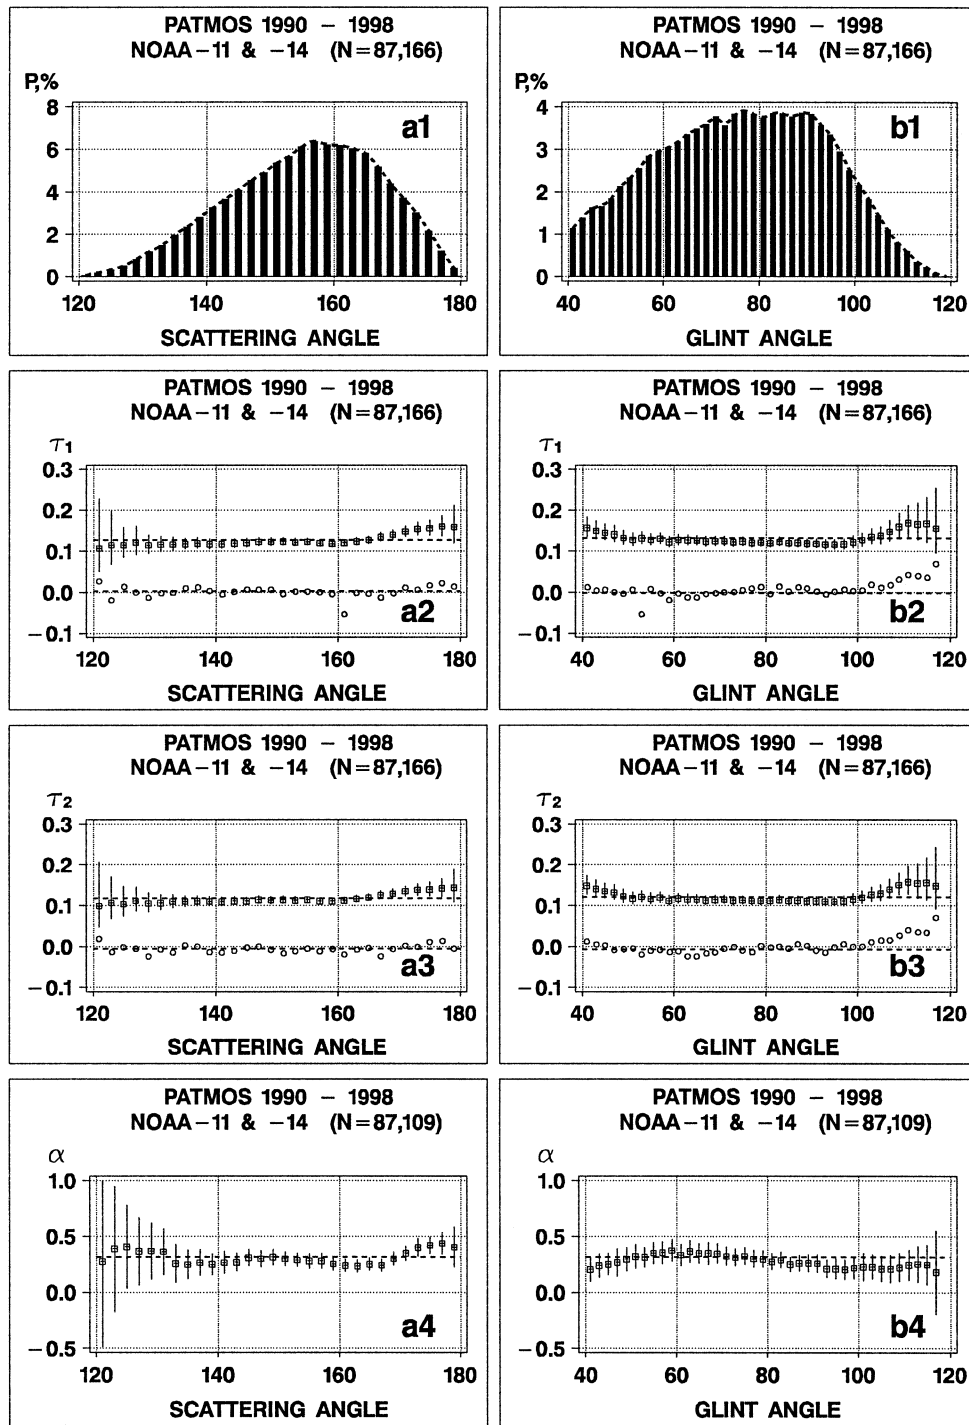 PATMOS 1990 – 1998
NOAA–11 & –14 (N=87,166)
P,%
8
6
4
2
0
a1
120 140 160 180
SCATTERING ANGLE
PATMOS 1990 – 1998
NOAA–11 & –14 (N=87,166)
P,%
4
3
2
1
0
b1
40 60 80 100 120
GLINT ANGLE
PATMOS 1990 – 1998
NOAA–11 & –14 (N=87,166)
τ1
0.3
0.2
0.1
0.0
–0.1
a2
120 140 160 180
SCATTERING ANGLE
PATMOS 1990 – 1998
NOAA–11 & –14 (N=87,166)
τ1
0.3
0.2
0.1
0.0
–0.1
b2
40 60 80 100 120
GLINT ANGLE
PATMOS 1990 – 1998
NOAA–11 & –14 (N=87,166)
τ2
0.3
0.2
0.1
0.0
–0.1
a3
120 140 160 180
SCATTERING ANGLE
PATMOS 1990 – 1998
NOAA–11 & –14 (N=87,166)
τ2
0.3
0.2
0.1
0.0
–0.1
b3
40 60 80 100 120
GLINT ANGLE
PATMOS 1990 – 1998
NOAA–11 & –14 (N=87,109)
α
1.0
0.5
0.0
–0.5
a4
120 140 160 180
SCATTERING ANGLE
PATMOS 1990 – 1998
NOAA–11 & –14 (N=87,109)
α
1.0
0.5
0.0
–0.5
b4
40 60 80 100 120
GLINT ANGLE